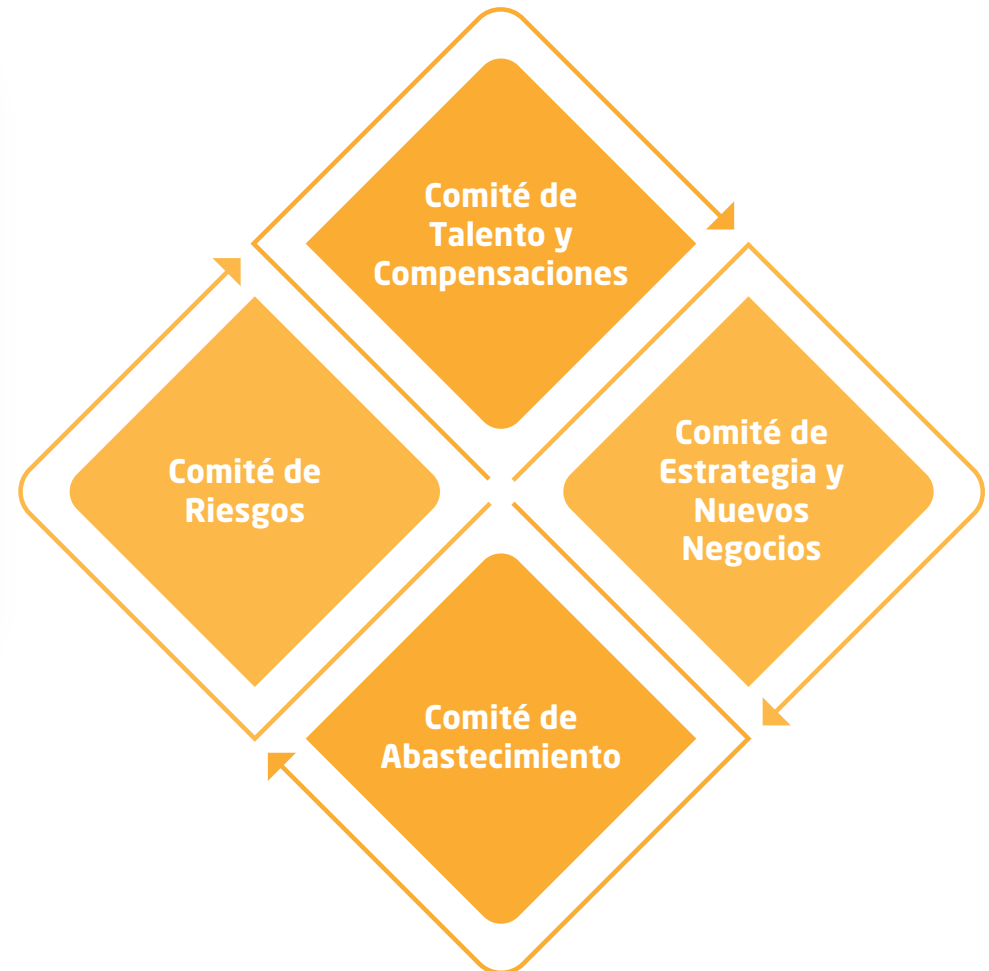 Comité de
Talento y
Compensaciones
Comité de
Riesgos
Comité de
Estrategia y
Nuevos
Negocios
Comité de
Abastecimiento